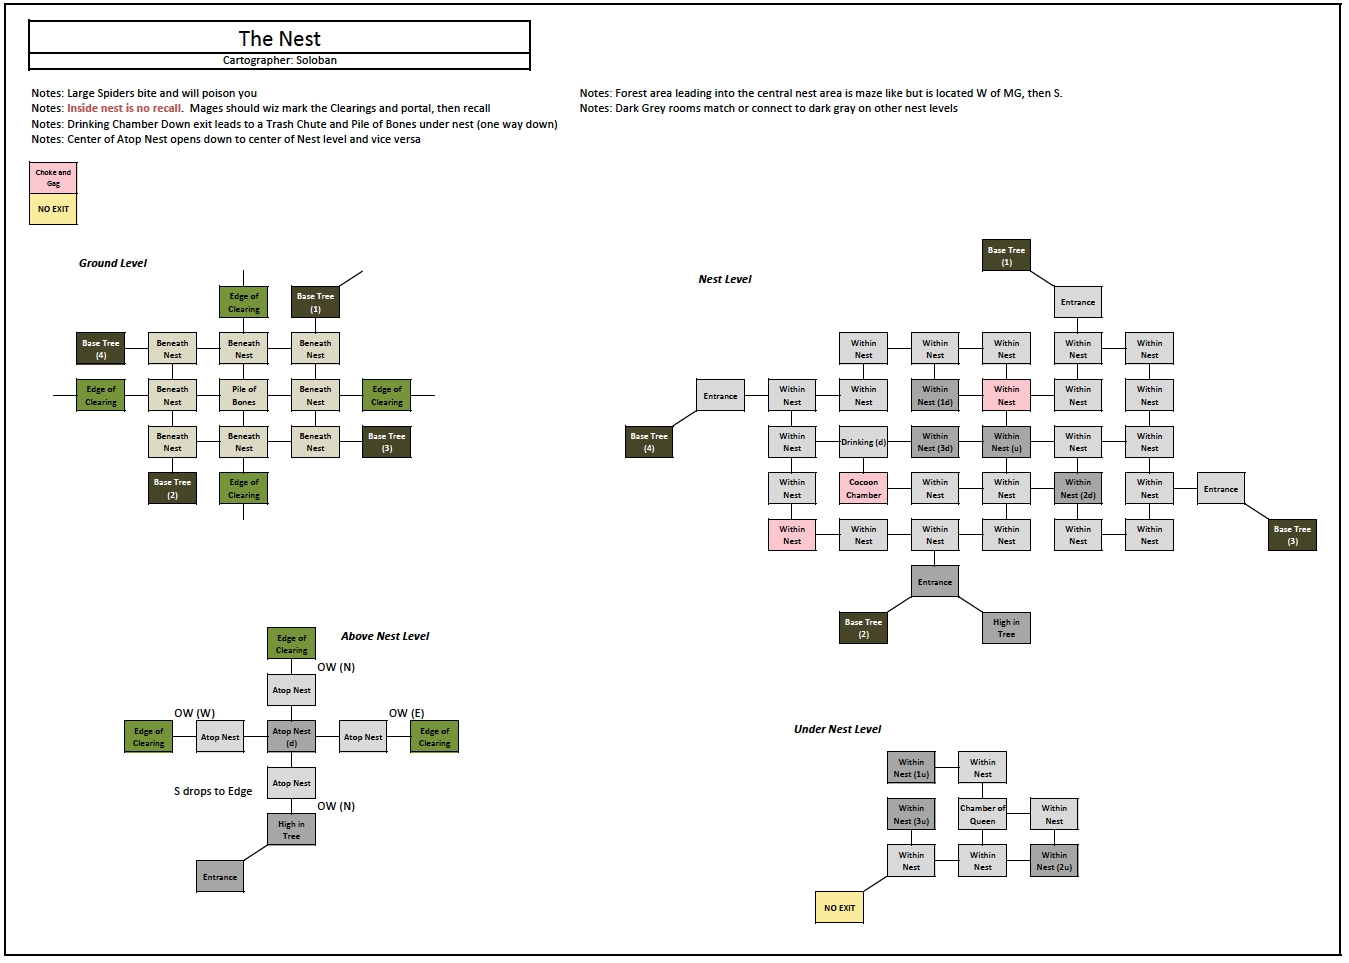 The Nest
Cartographer: Soloban
Notes: Large Spiders bite and will poison you
Notes: Inside nest is no recall.  Mages should wiz mark the Clearings and portal, then recall
Notes: Drinking Chamber Down exit leads to a Trash Chute and Pile of Bones under nest (one way down)
Notes: Center of Atop Nest opens down to center of Nest level and vice versa
Notes: Forest area leading into the central nest area is maze like but is located W of MG, then S.
Notes: Dark Grey rooms match or connect to dark gray on other nest levels
Choke and
Gag
NO EXIT
Ground Level
Edge of
Clearing
Base Tree
(1)
Base Tree
(4)
Beneath
Nest
Beneath
Nest
Beneath
Nest
Edge of
Clearing
Beneath
Nest
Pile of
Bones
Beneath
Nest
Edge of
Clearing
Beneath
Nest
Beneath
Nest
Beneath
Nest
Base Tree
(3)
Base Tree
(2)
Edge of
Clearing
Nest Level
Base Tree
(1)
Entrance
Within
Nest
Within
Nest
Within
Nest
Within
Nest
Within
Nest
Entrance
Within
Nest
Within
Nest
Within
Nest (1d)
Within
Nest
Within
Nest
Within
Nest
Base Tree
(4)
Within
Nest
Drinking (d)
Within
Nest (3d)
Within
Nest (u)
Within
Nest
Within
Nest
Within
Nest
Cocoon
Chamber
Within
Nest
Within
Nest
Within
Nest (2d)
Within
Nest
Entrance
Within
Nest
Within
Nest
Within
Nest
Within
Nest
Within
Nest
Within
Nest
Base Tree
(3)
Entrance
Base Tree
(2)
High in
Tree
Above Nest Level
Edge of
Clearing
OW (N)
Atop Nest
OW (W)
OW (E)
Edge of
Clearing
Atop Nest
Atop Nest
(d)
Atop Nest
Edge of
Clearing
Atop Nest
S drops to Edge
OW (N)
High in
Tree
Entrance
Under Nest Level
Within
Nest (1u)
Within
Nest
Within
Nest (3u)
Chamber of
Queen
Within
Nest
Within
Nest
Within
Nest
Within
Nest (2u)
NO EXIT